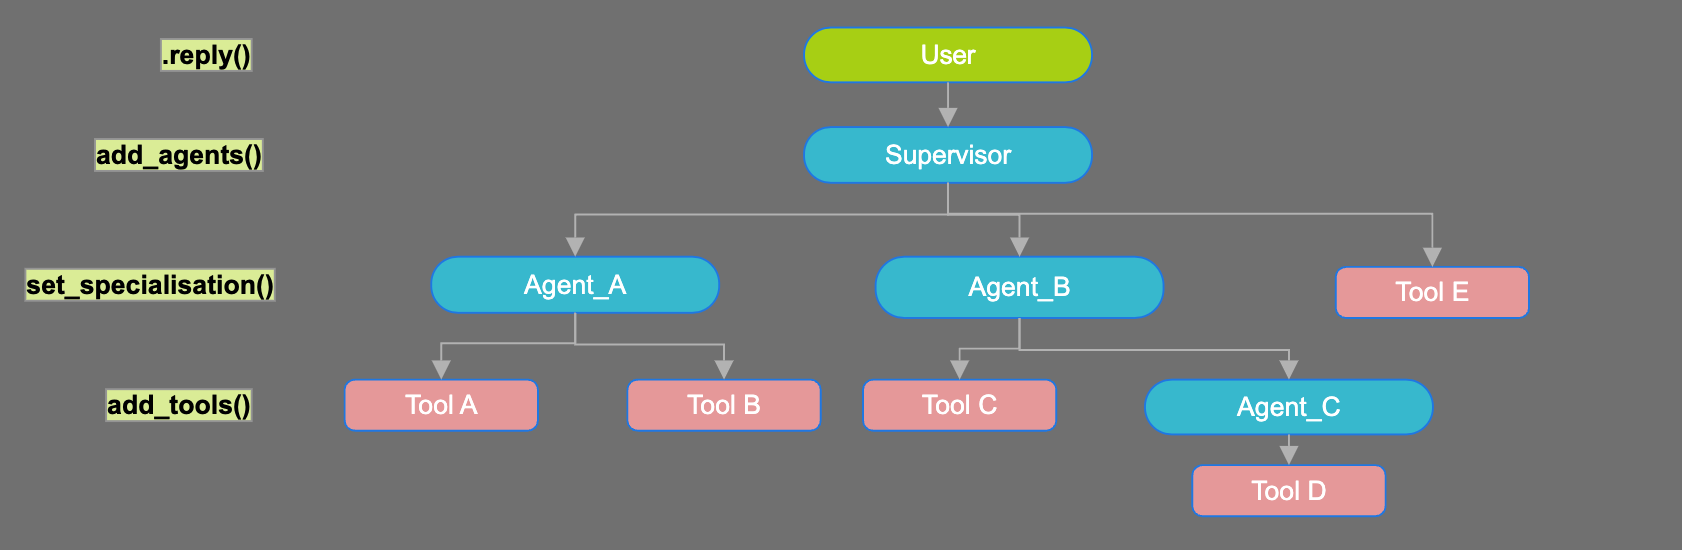 .reply()
User
add_agents()
Supervisor
set_specialisation()
Agent_A
Agent_B
Tool E
add_tools()
Tool A
Tool B
Tool C
Agent_C
Tool D